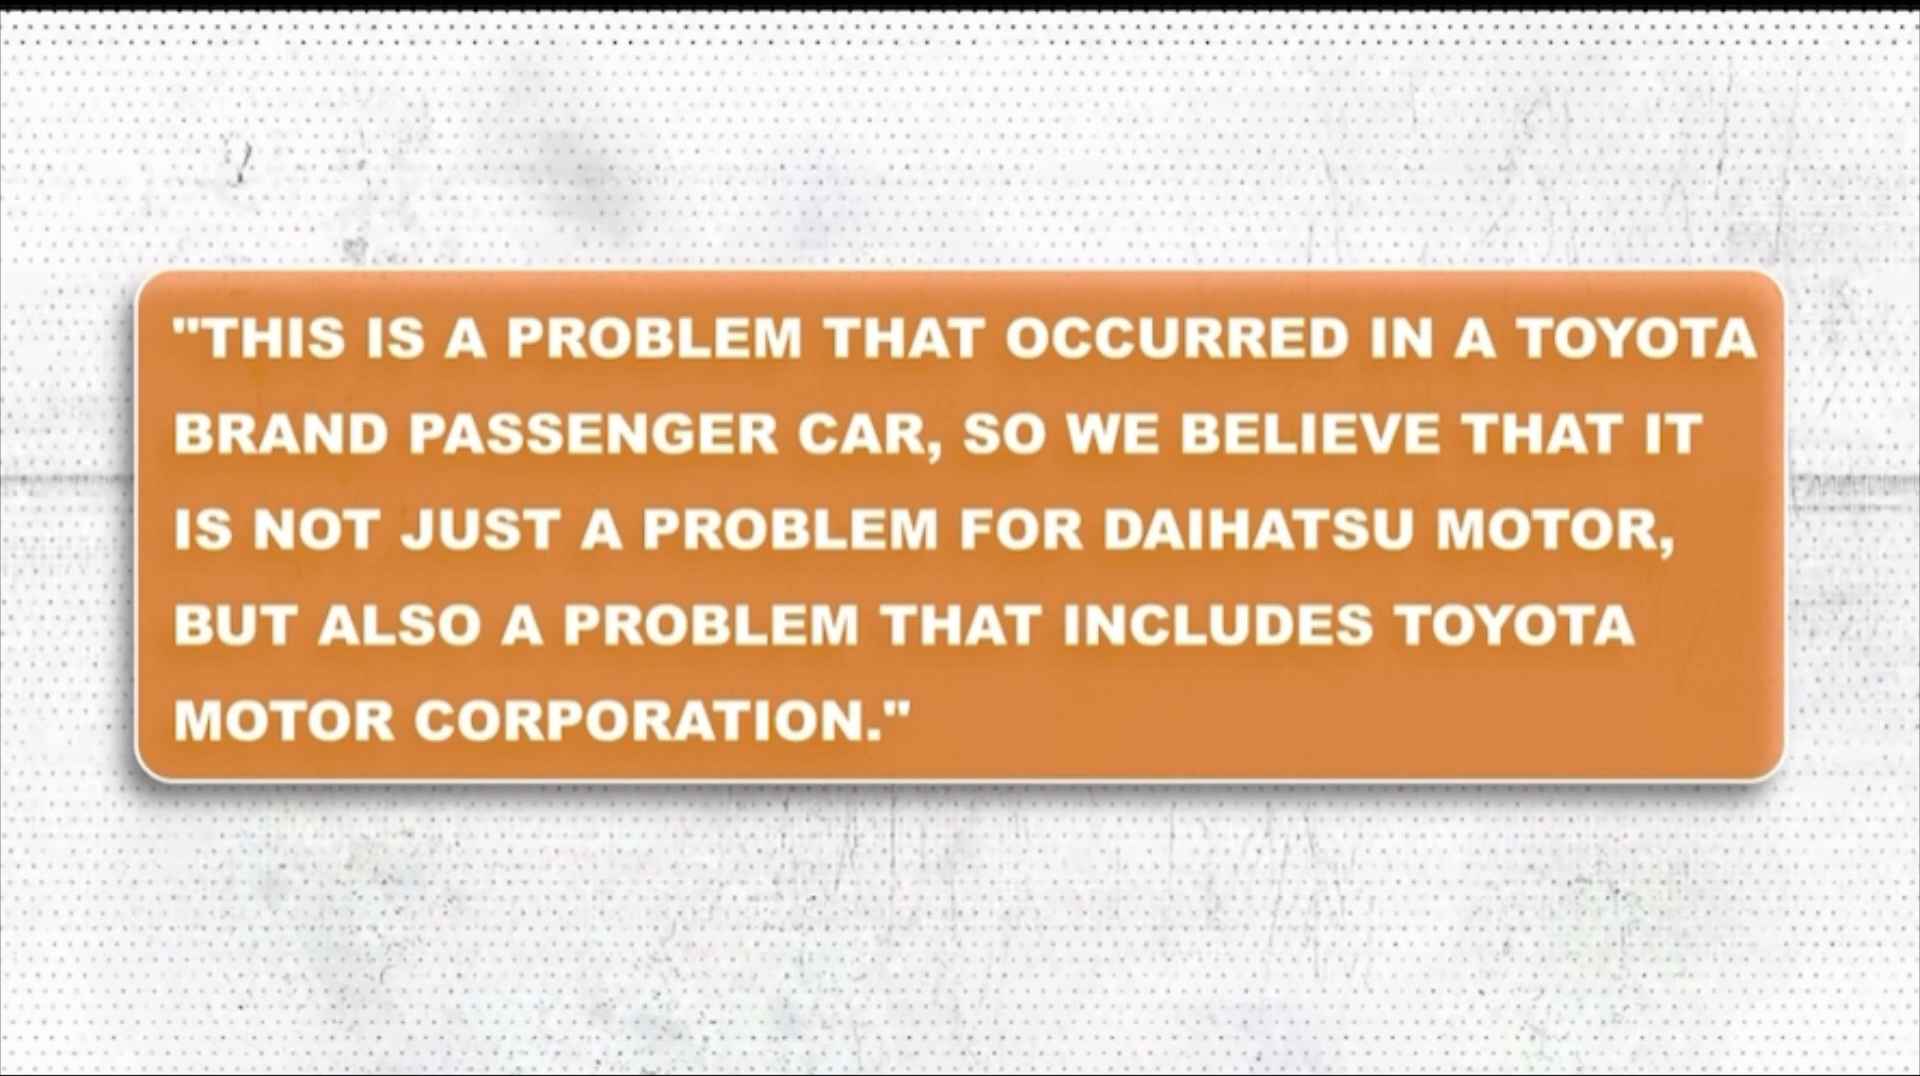 "THIS IS A PROBLEM THAT OCCURRED IN A TOYOTA
BRAND PASSENGER CAR, SO WE BELIEVE THAT IT
IS NOT JUST A PROBLEM FOR DAIHATSU MOTOR,
BUT ALSO A PROBLEM THAT INCLUDES TOYOTA
MOTOR CORPORATION."